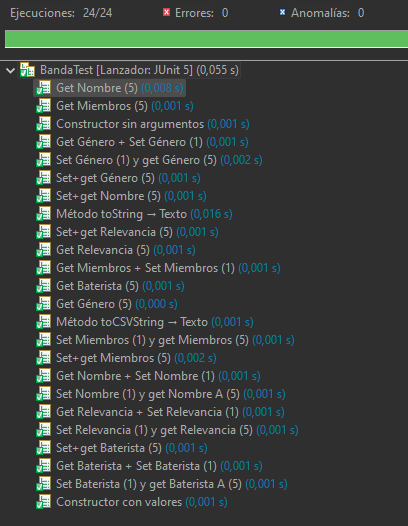 Ejecuciones: 24/24 Errores: 0 Anomalías: 0
BandaTest [Lanzador: JUnit 5] (0,055 s)
Get Nombre (5) (0,008 s)
Get Miembros (5) (0,001 s)
Constructor sin argumentos (0,001 s)
Get Género + Set Género (1) (0,001 s)
Set Género (1) y get Género (5) (0,002 s)
Set+get Género (5) (0,001 s)
Set+get Nombre (5) (0,001 s)
Método toString → Texto (0,016 s)
Set+get Relevancia (5) (0,001 s)
Get Relevancia (5) (0,001 s)
Get Miembros + Set Miembros (1) (0,001 s)
Get Baterista (5) (0,001 s)
Get Género (5) (0,000 s)
Método toCSVString → Texto (0,001 s)
Set Miembros (1) y get Miembros (5) (0,001 s)
Set+get Miembros (5) (0,002 s)
Get Nombre + Set Nombre (1) (0,001 s)
Set Nombre (1) y get Nombre A (5) (0,001 s)
Get Relevancia + Set Relevancia (1) (0,001 s)
Set Relevancia (1) y get Relevancia (5) (0,001 s)
Set+get Baterista (5) (0,001 s)
Get Baterista + Set Baterista (1) (0,001 s)
Set Baterista (1) y get Baterista A (5) (0,001 s)
Constructor con valores (0,001 s)